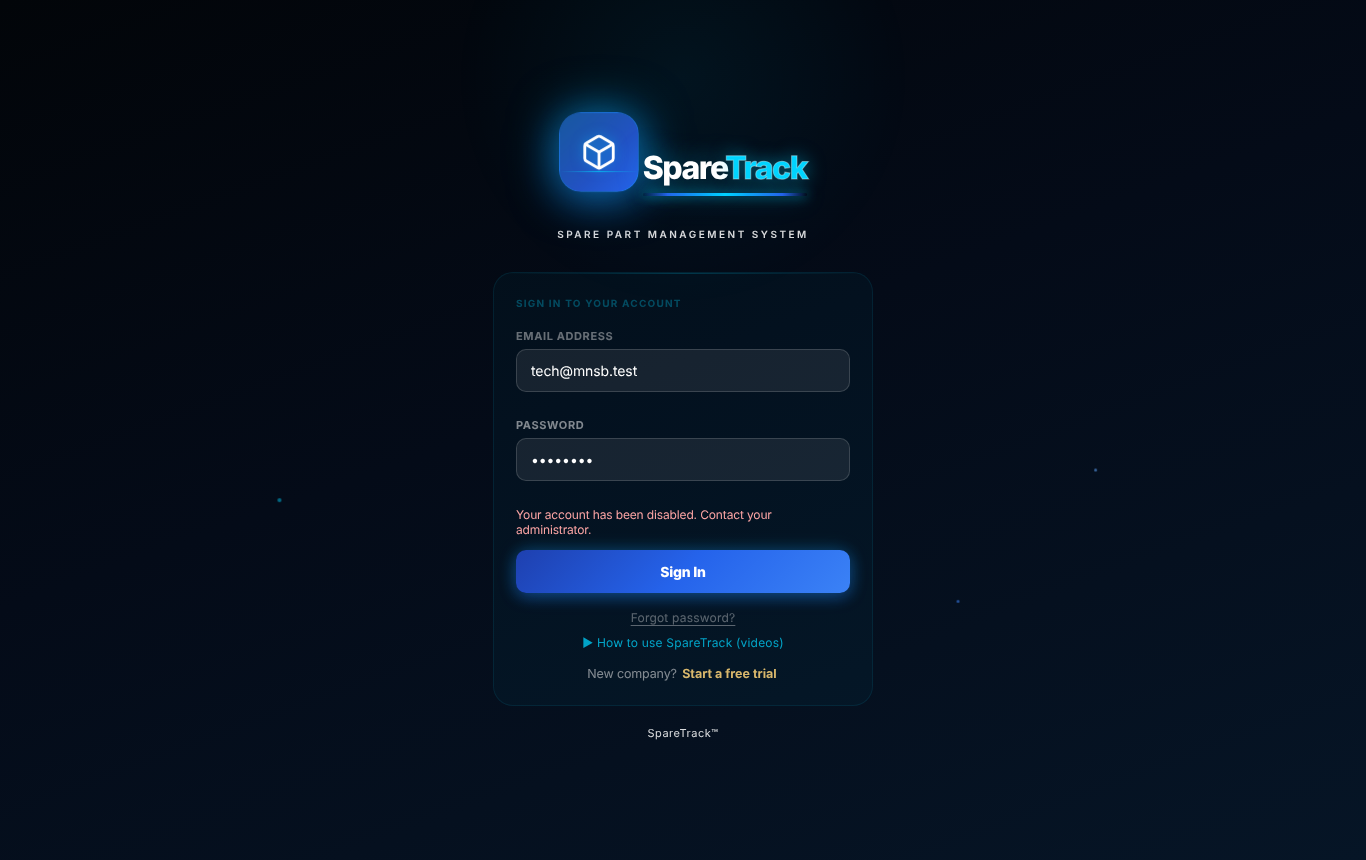 SpareTrack
SPARE PART MANAGEMENT SYSTEM
SIGN IN TO YOUR ACCOUNT
EMAIL ADDRESS
tech@mnsb.test
PASSWORD
••••••••
Your account has been disabled. Contact your
administrator.
Sign In
Forgot password?
▶ How to use SpareTrack (videos)
New company? Start a free trial
SpareTrack™